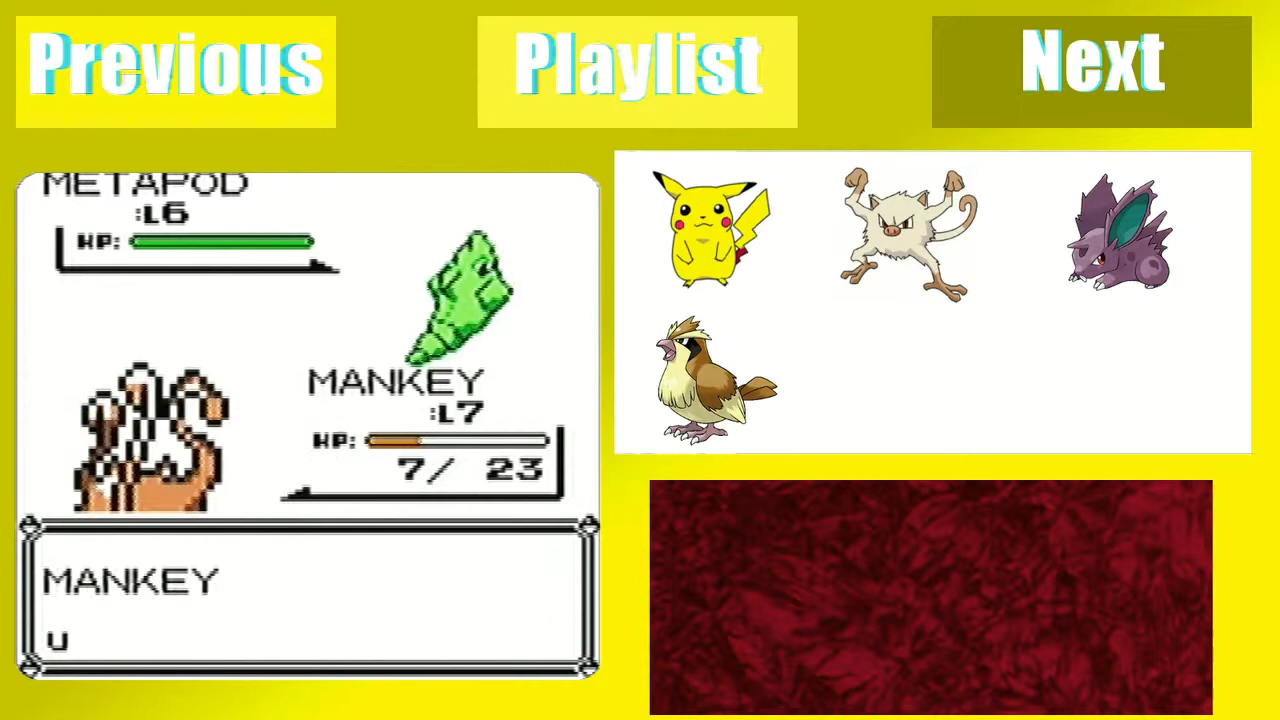 Previous
Playlist
Next
METAPOD
:L6
HP:
MANKEY
:L7
HP:
7/ 23
MANKEY
U